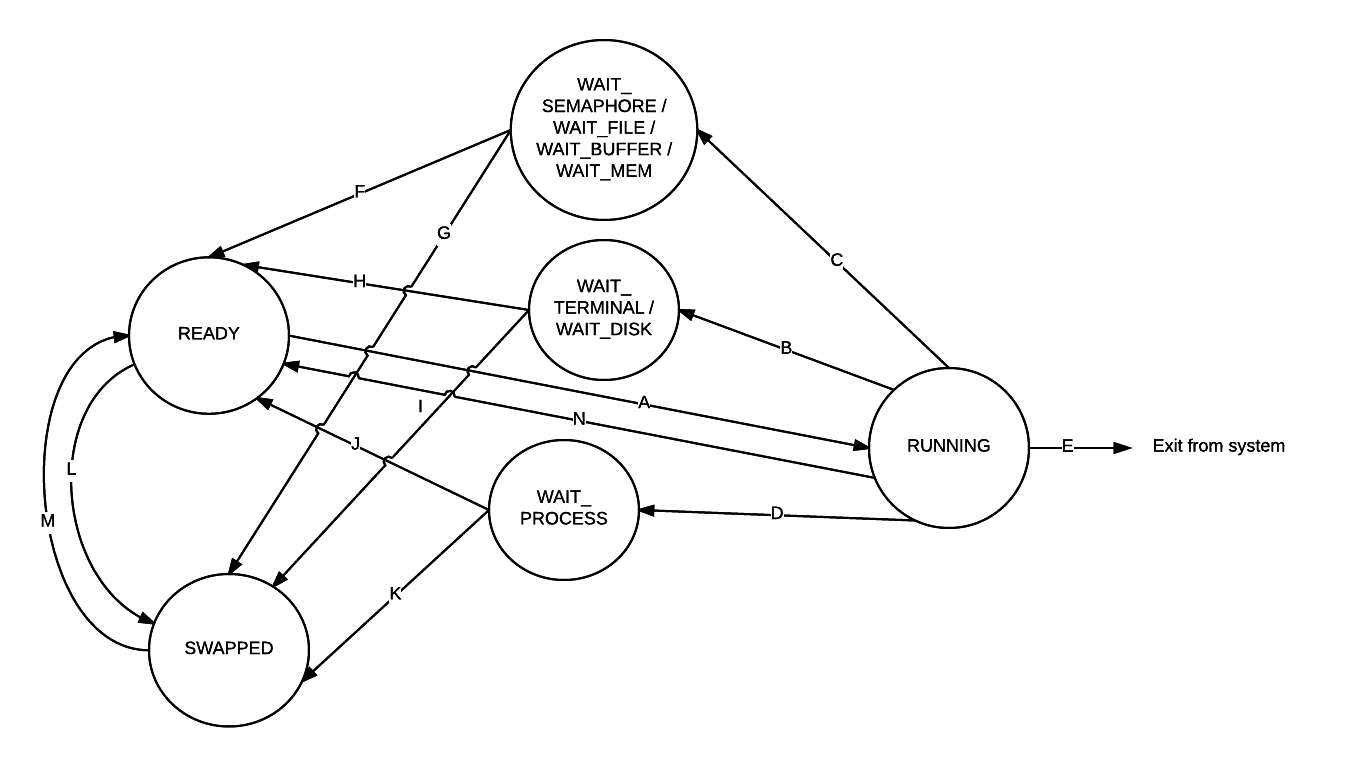 WAIT_
SEMAPHORE /
WAIT_FILE /
WAIT_BUFFER /
WAIT_MEM
F
G
C
H
WAIT_
TERMINAL /
WAIT_DISK
READY
B
A
I
N
J
RUNNING
E
Exit from system
L
M
WAIT_
PROCESS
D
K
SWAPPED